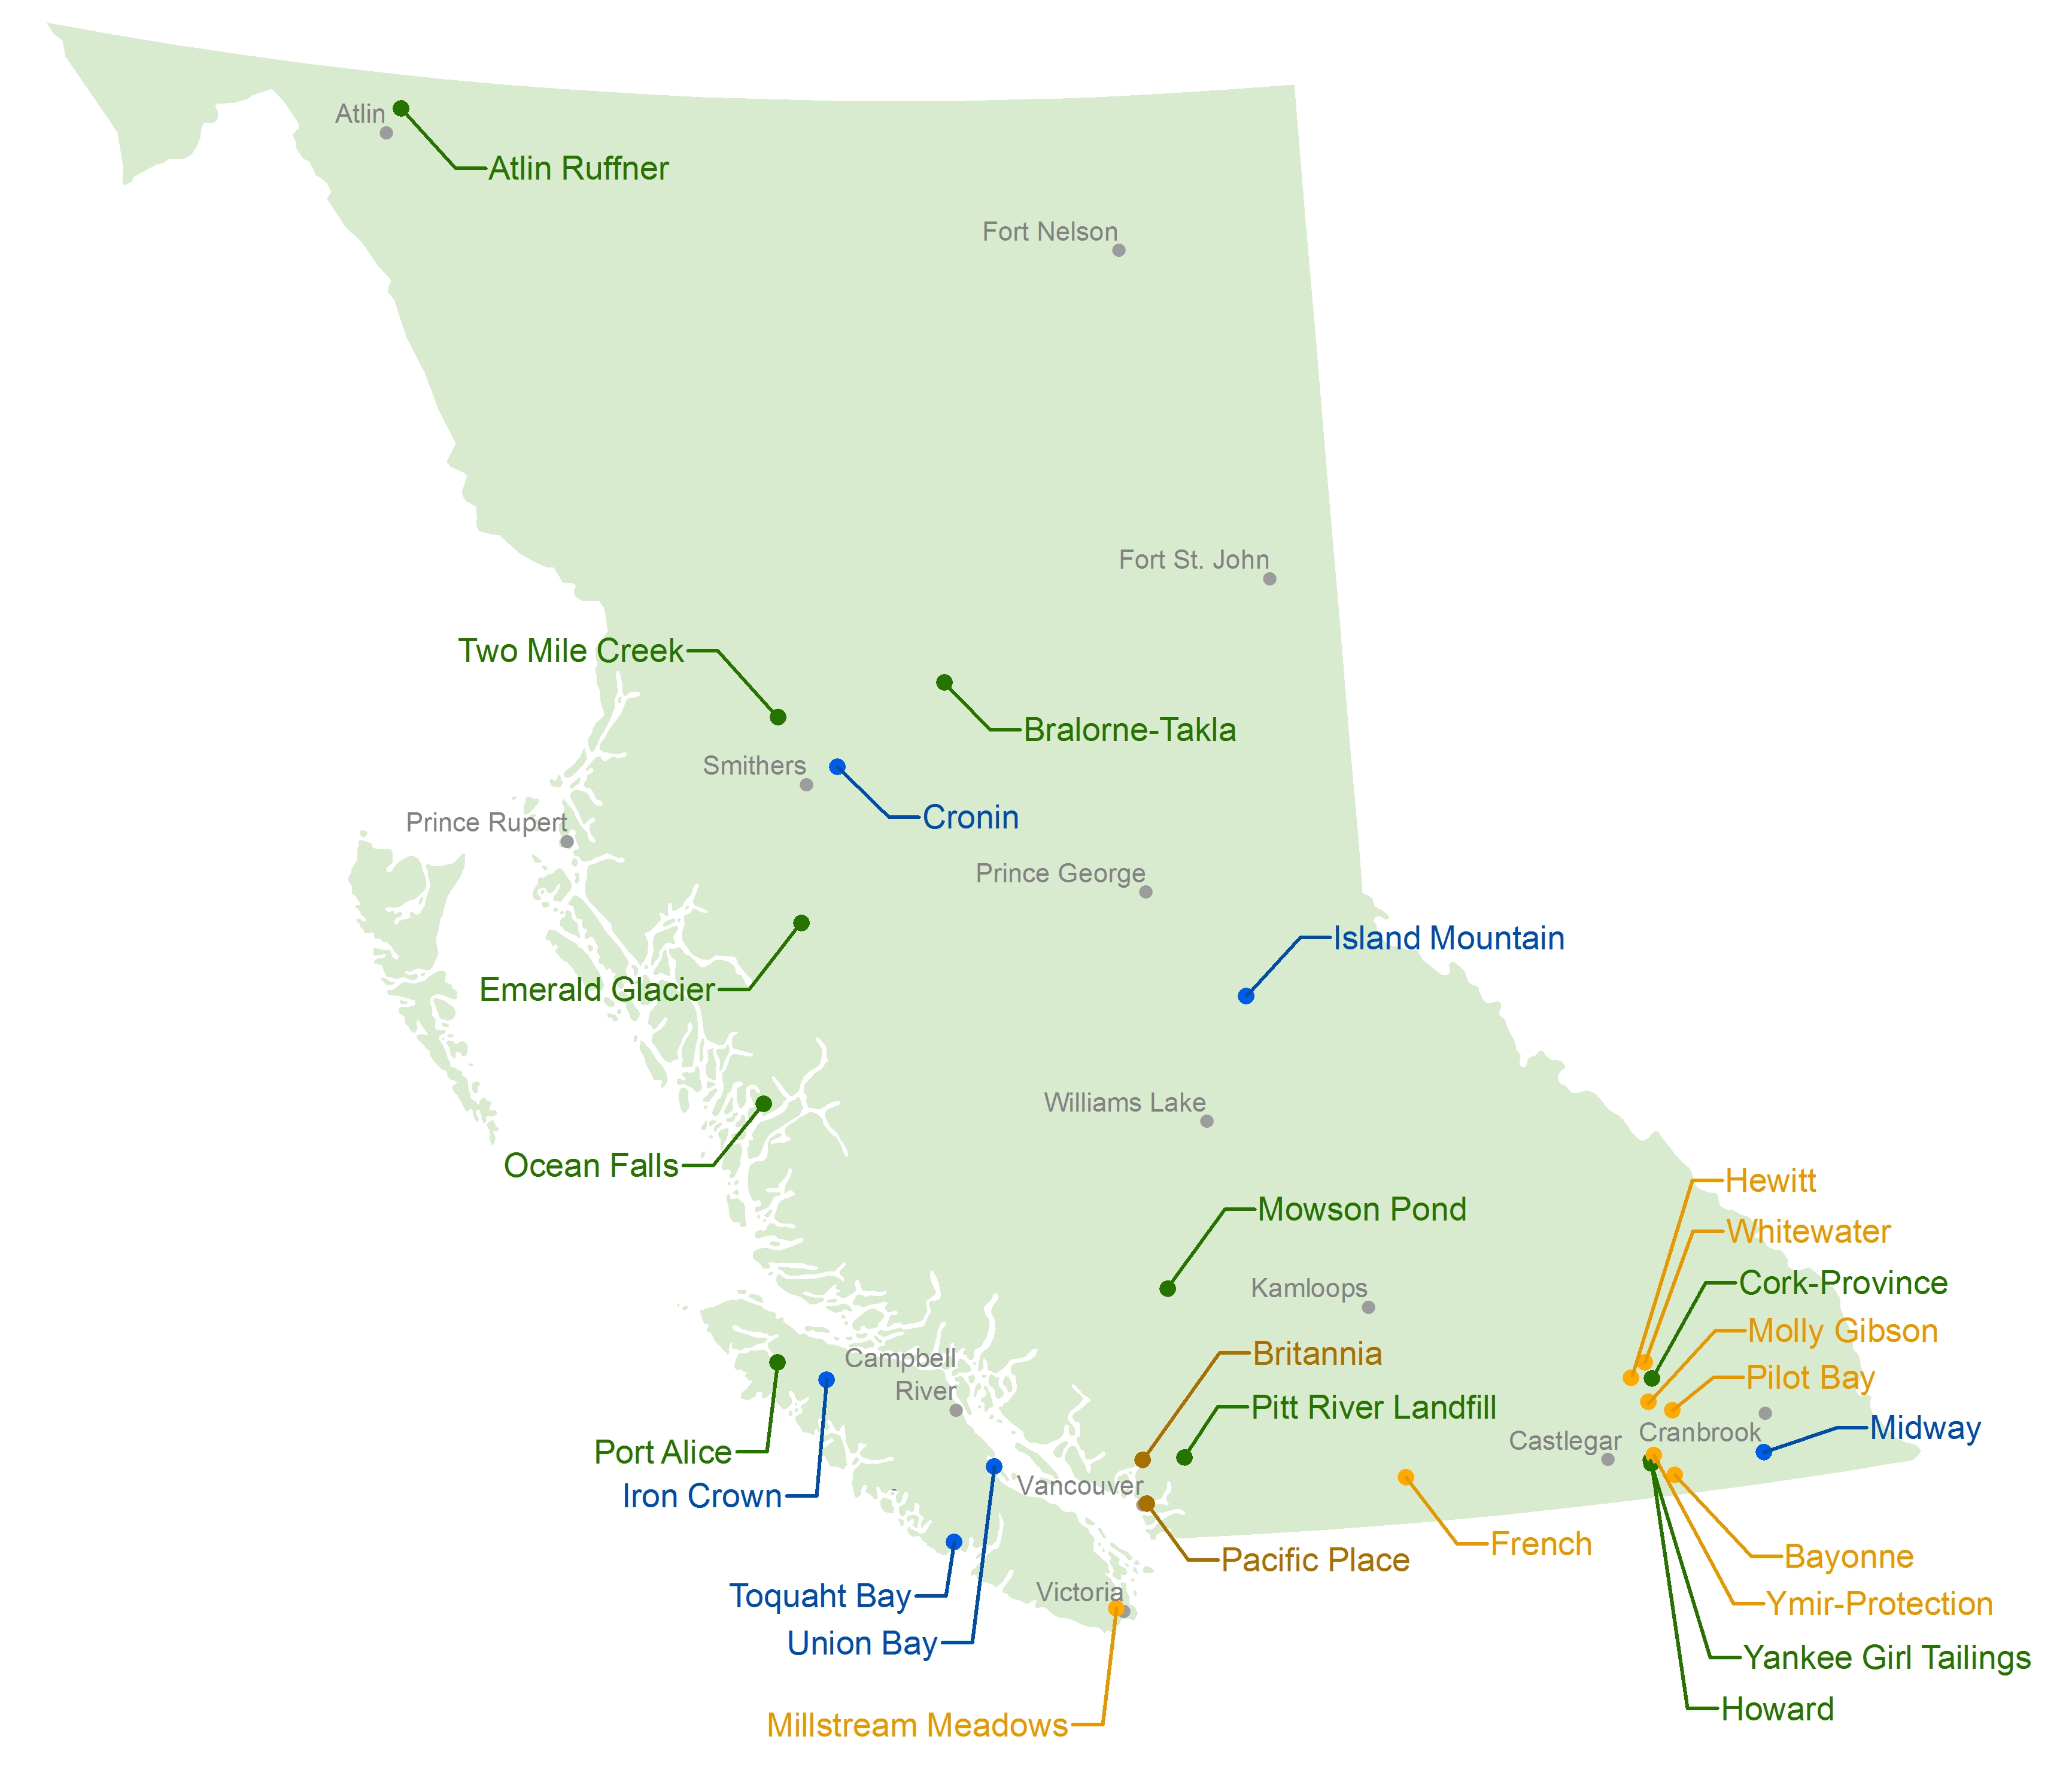 Atlin
Atlin Ruffner
Fort Nelson
Fort St. John
Two Mile Creek
Bralorne-Takla
Smithers
Cronin
Prince Rupert
Prince George
Island Mountain
Emerald Glacier
Williams Lake
Ocean Falls
Hewitt
Mowson Pond
Whitewater
Kamloops
Cork-Province
Molly Gibson
Britannia
Campbell
River
Pilot Bay
Pitt River Landfill
Midway
Cranbrook
Castlegar
Port Alice
Vancouver
Iron Crown
French
Bayonne
Pacific Place
Victoria
Toquaht Bay
Ymir-Protection
Union Bay
Yankee Girl Tailings
Howard
Millstream Meadows